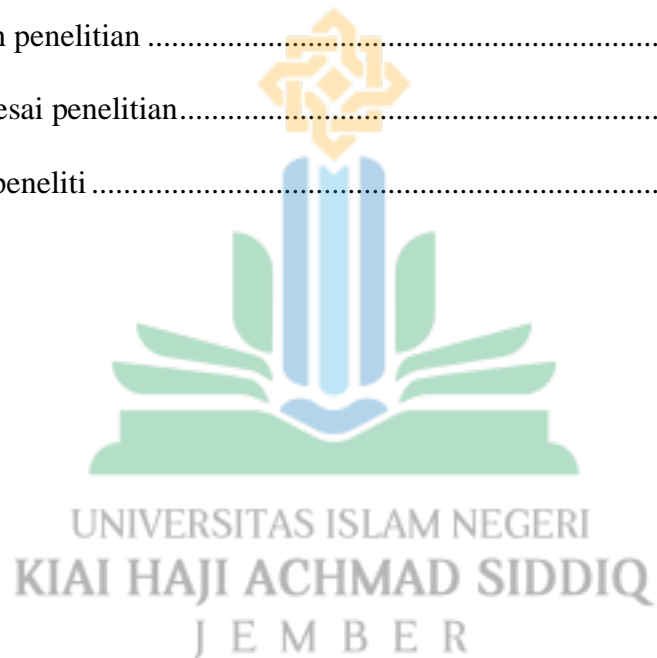 n penelitian ................................................................
esai penelitian............................................................
peneliti .......................................................................
UNIVERSITAS ISLAM NEGERI
KIAI HAJI ACHMAD SIDDIQ
J E M B E R